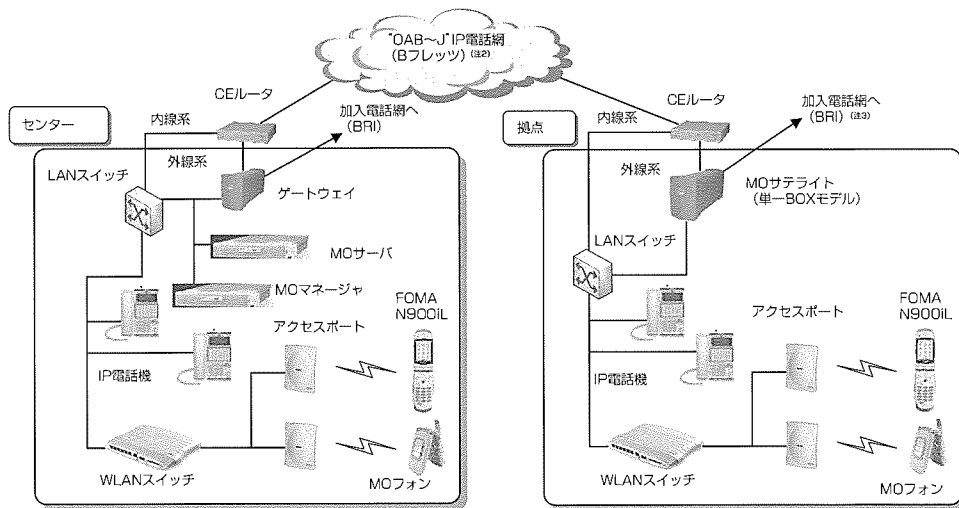 "OAB～J"IP電話網
(Bフレッツ)(注2)
CEルータ
加入電話網へ
(BRI)
センター
内線系
外線系
LANスイッチ
ゲートウェイ
MOサーバ
MOマネージャ
FOMA
N900iL
アクセスポート
IP電話機
WLANスイッチ
MOフォン
CEルータ
加入電話網へ
(BRI)(注3)
拠点
内線系
外線系
MOサテライト
(単一BOXモデル)
LANスイッチ
FOMA
N900iL
アクセスポート
IP電話機
WLANスイッチ
MOフォン